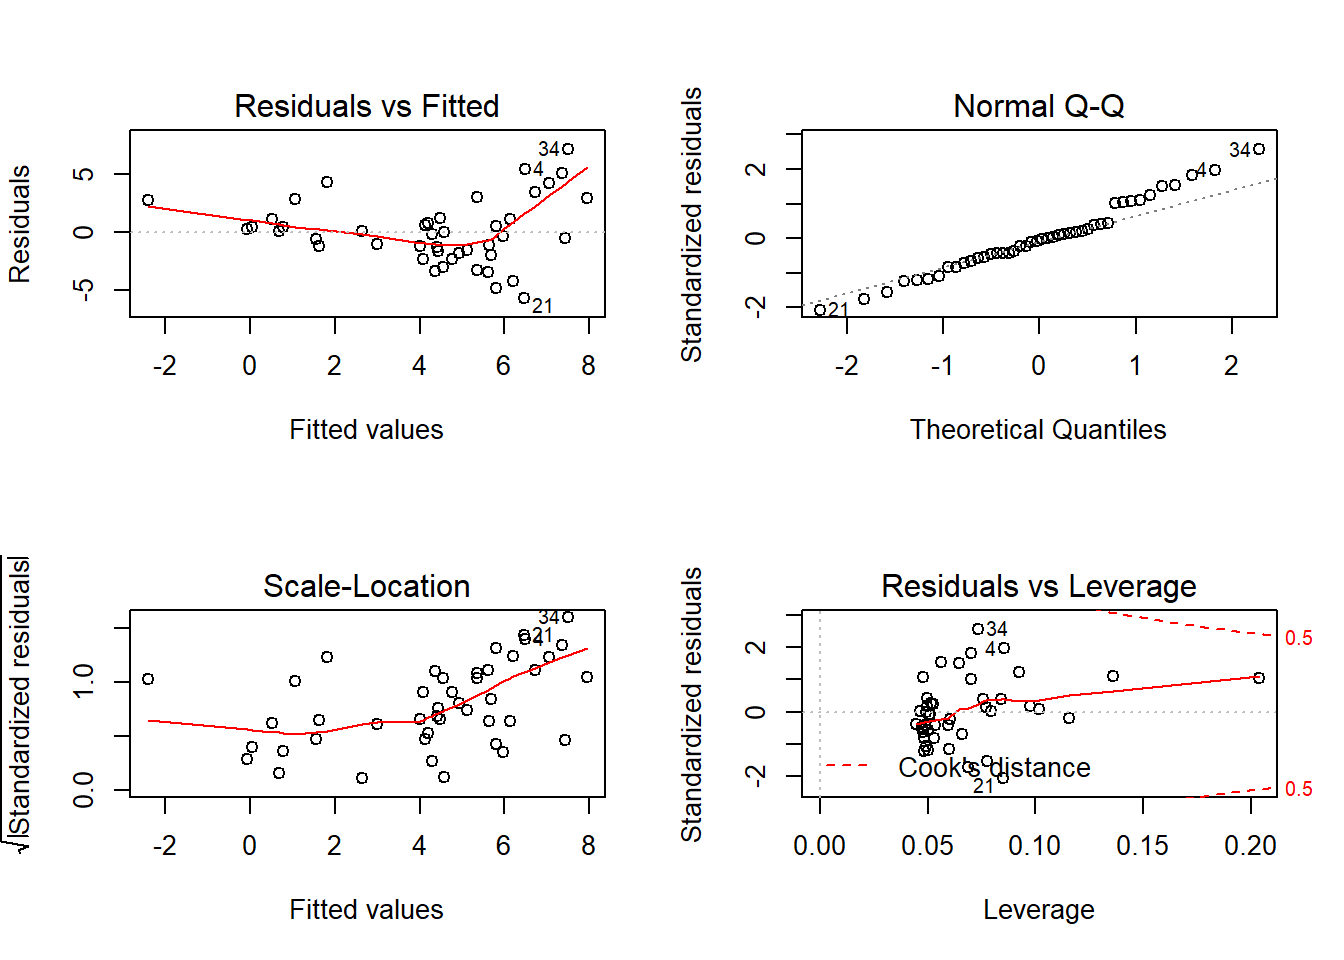 Residuals vs Fitted
Residuals
5
0
-5
34
4
21
-2 0 2 4 6 8
Fitted values
Normal Q-Q
Standardized residuals
2
0
-2
34
4
21
-2 -1 0 1 2
Theoretical Quantiles
Scale-Location
√|Standardized residuals|
1.0
0.0
34
21
4
-2 0 2 4 6 8
Fitted values
Residuals vs Leverage
Standardized residuals
2
0
-2
34
4
0.5
Cook's distance
21
0.5
0.00 0.05 0.10 0.15 0.20
Leverage